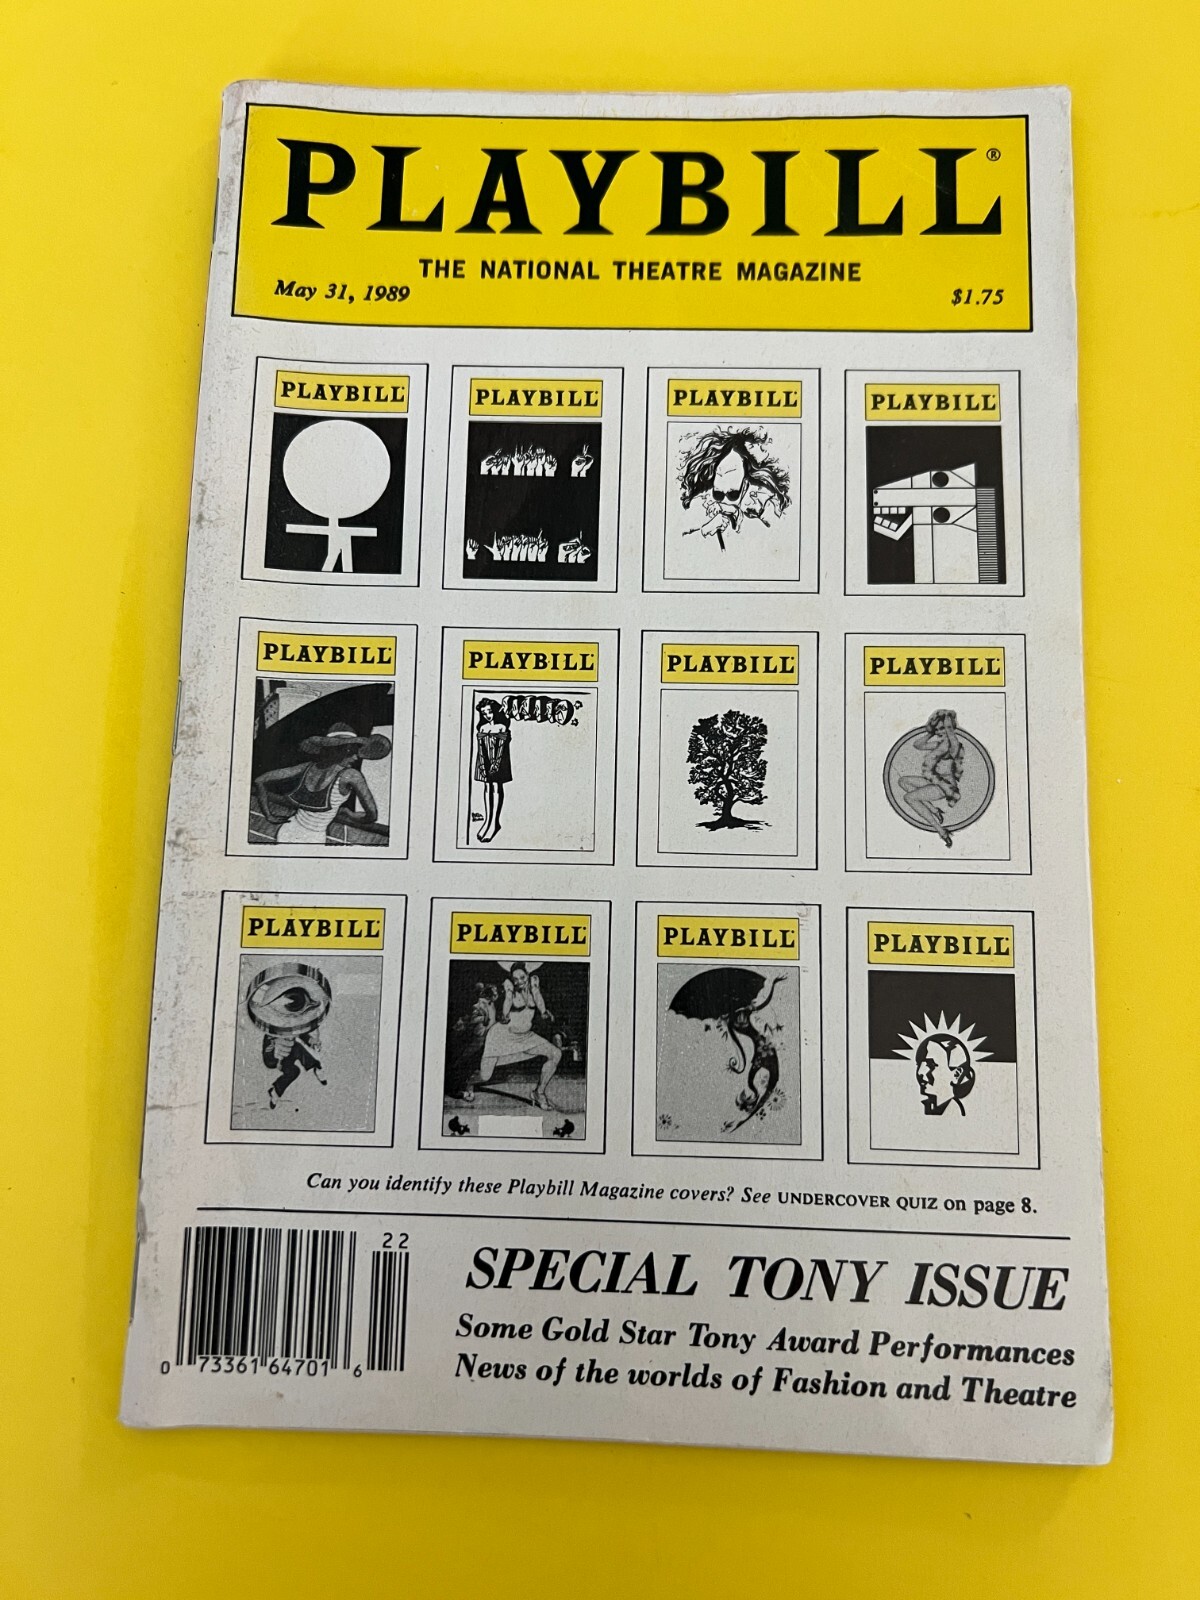 PLAYBILL®
THE NATIONAL THEATRE MAGAZINE
May 31, 1989
$1.75
PLAYBILL
PLAYBILL
PLAYBILL
PLAYBILL
PLAYBILL
PLAYBILL
PLAYBILL
PLAYBILL
PLAYBILL
PLAYBILL
PLAYBILL
PLAYBILL
Can you identify these Playbill Magazine covers? See UNDERCOVER QUIZ on page 8.
22
0 73361 64701 6
SPECIAL TONY ISSUE
Some Gold Star Tony Award Performances
News of the worlds of Fashion and Theatre